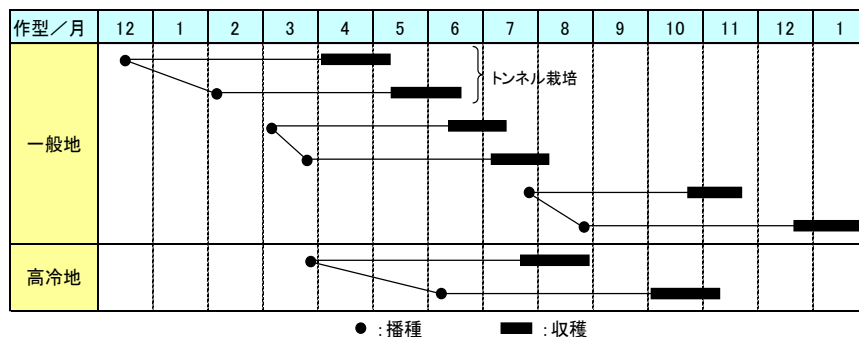 作型／月 12 1 2 3 4 5 6 7 8 9 10 11 12 1
トンネル栽培
一般地
高冷地
● ：播種 ■ ：収穫